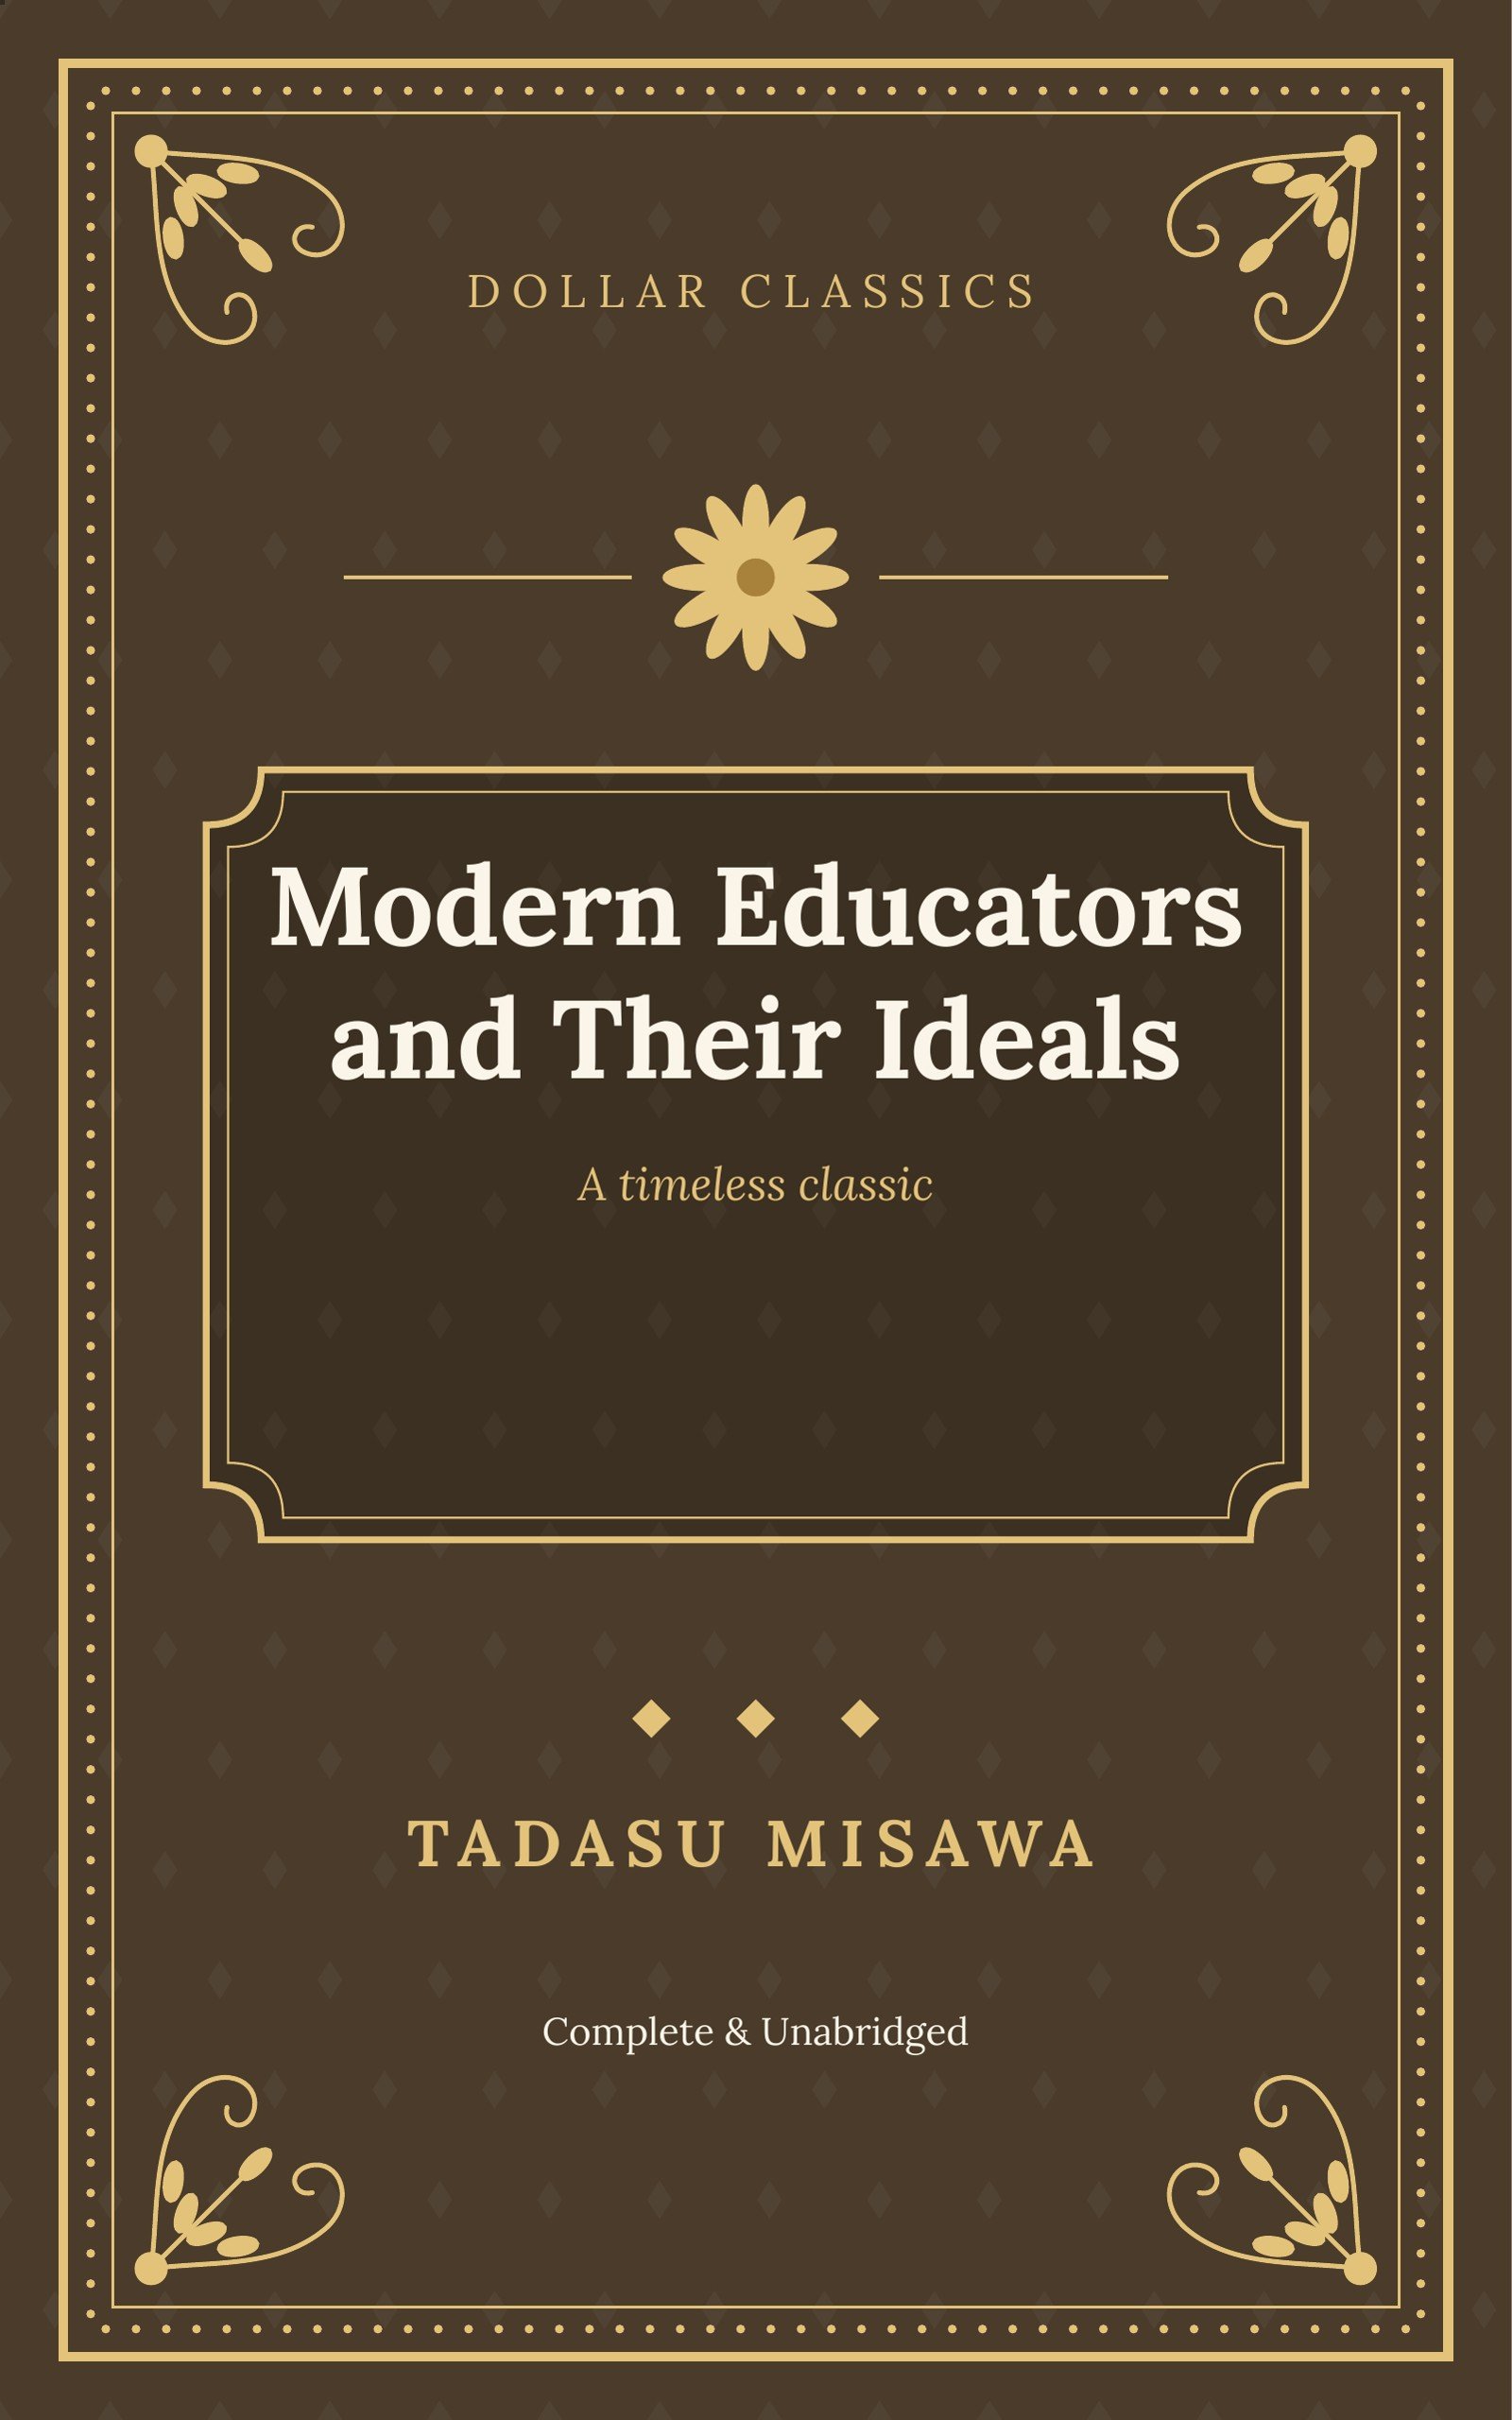 DOLLAR CLASSICS
Modern Educators
and Their Ideals
A timeless classic
TADASU MISAWA
Complete & Unabridged